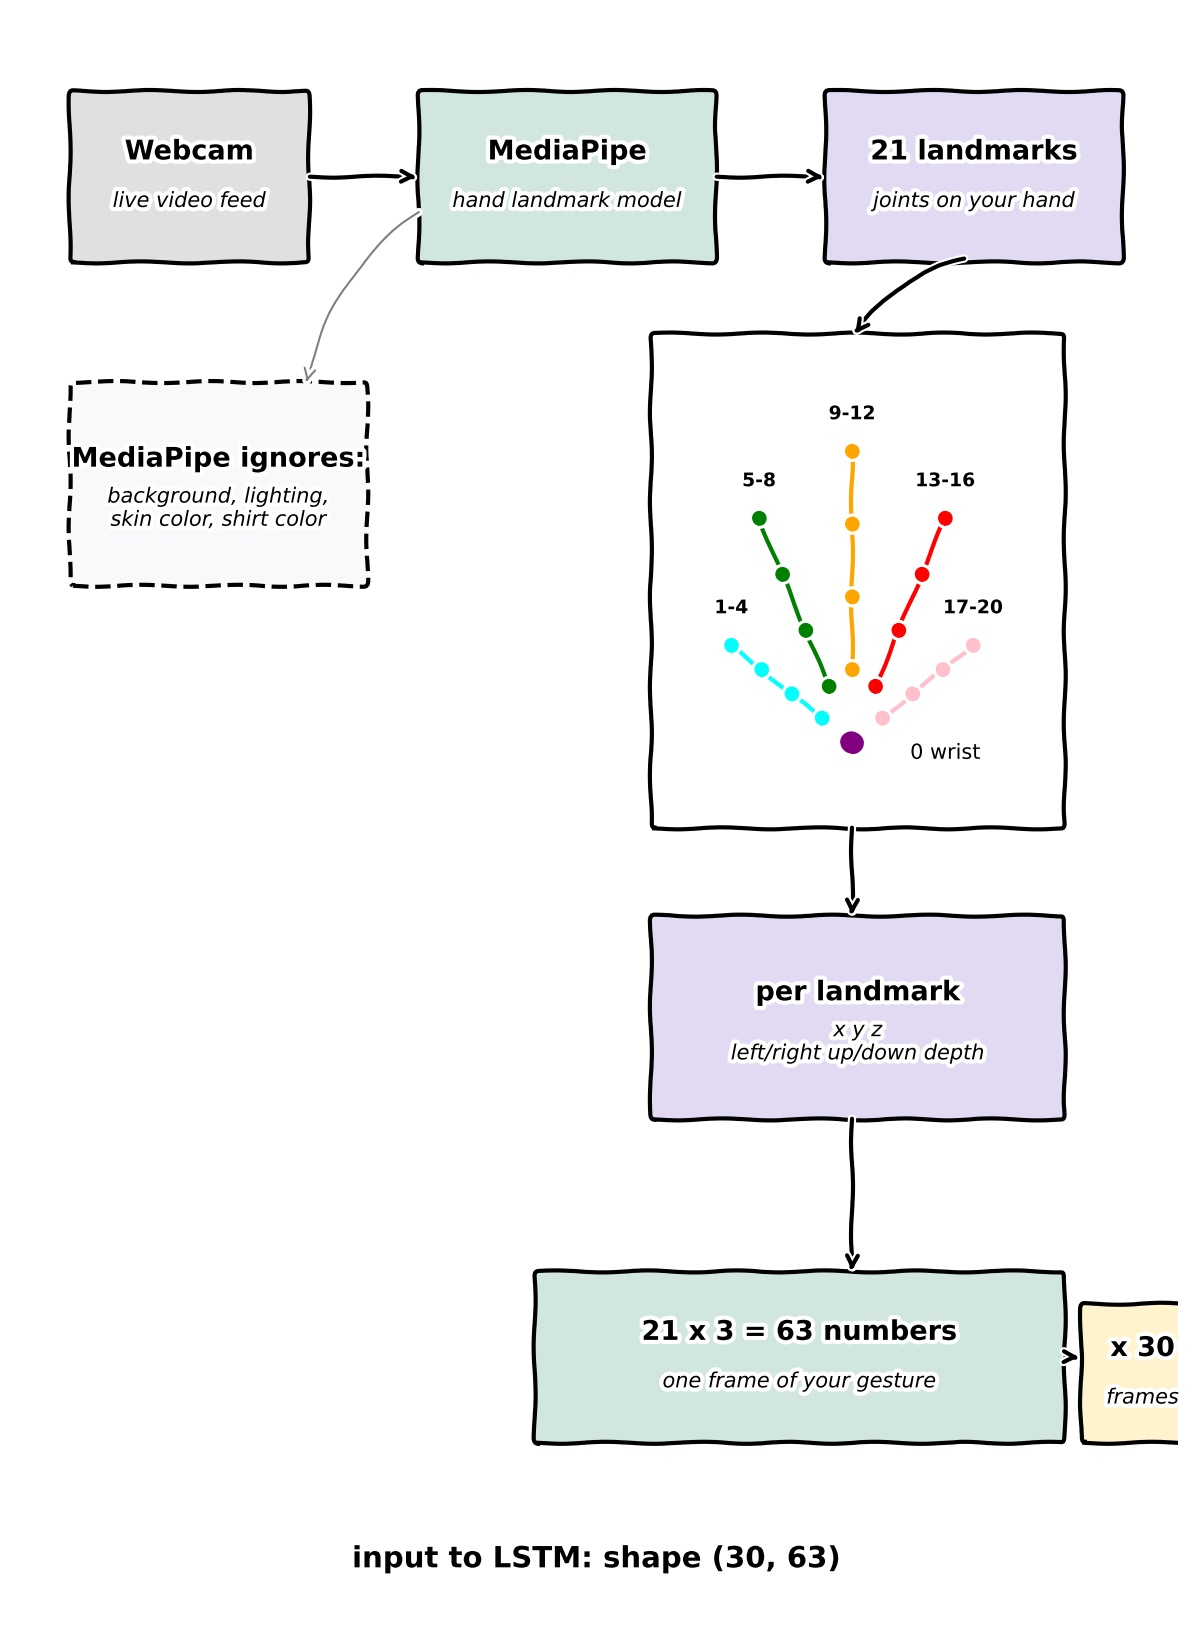 Webcam
live video feed
MediaPipe
hand landmark model
21 landmarks
joints on your hand
MediaPipe ignores:
background, lighting,
skin color, shirt color
9-12
5-8
13-16
1-4
17-20
0 wrist
per landmark
x y z
left/right up/down depth
21 x 3 = 63 numbers
one frame of your gesture
x 30
frames
input to LSTM: shape (30, 63)